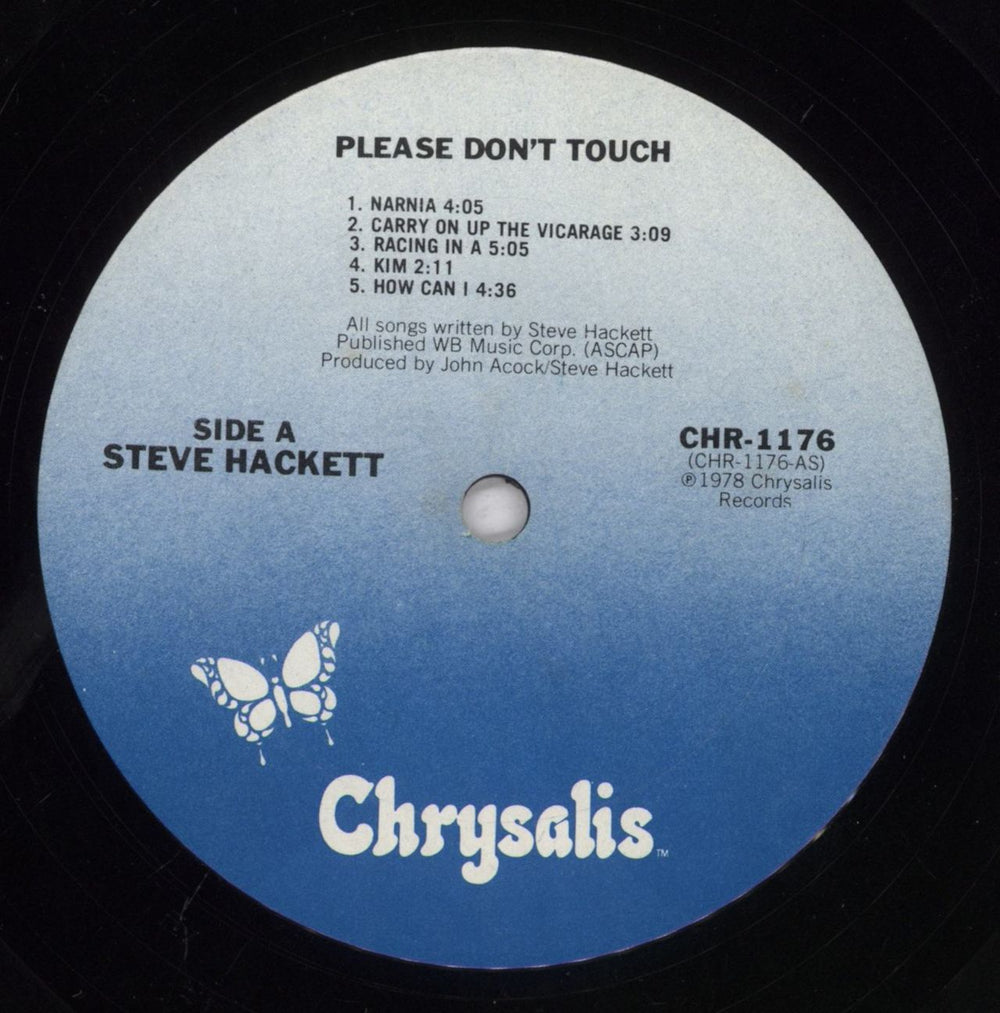 PLEASE DON'T TOUCH
1. NARNIA 4:05
2. CARRY ON UP THE VICARAGE 3:09
3. RACING IN A 5:05
4. KIM 2:11
5. HOW CAN I 4:36
All songs written by Steve Hackett
Published WB Music Corp. (ASCAP)
Produced by John Acock/Steve Hackett
SIDE A
STEVE HACKETT
CHR-1176
(CHR-1176-AS)
℗1978 Chrysalis
Records
Chrysalis™